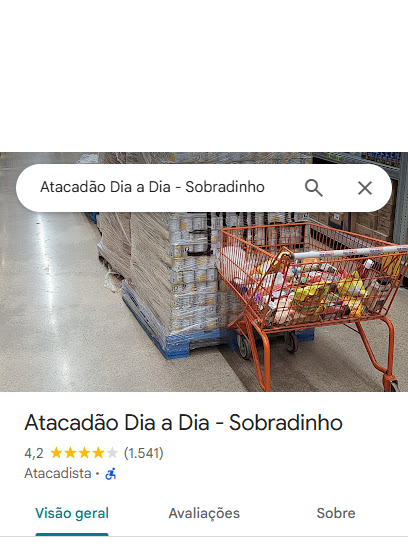 Atacadão Dia a Dia - Sobradinho
Atacadão Dia a Dia - Sobradinho
4,2 (1.541)
Atacadista ·
Visão geral Avaliações Sobre